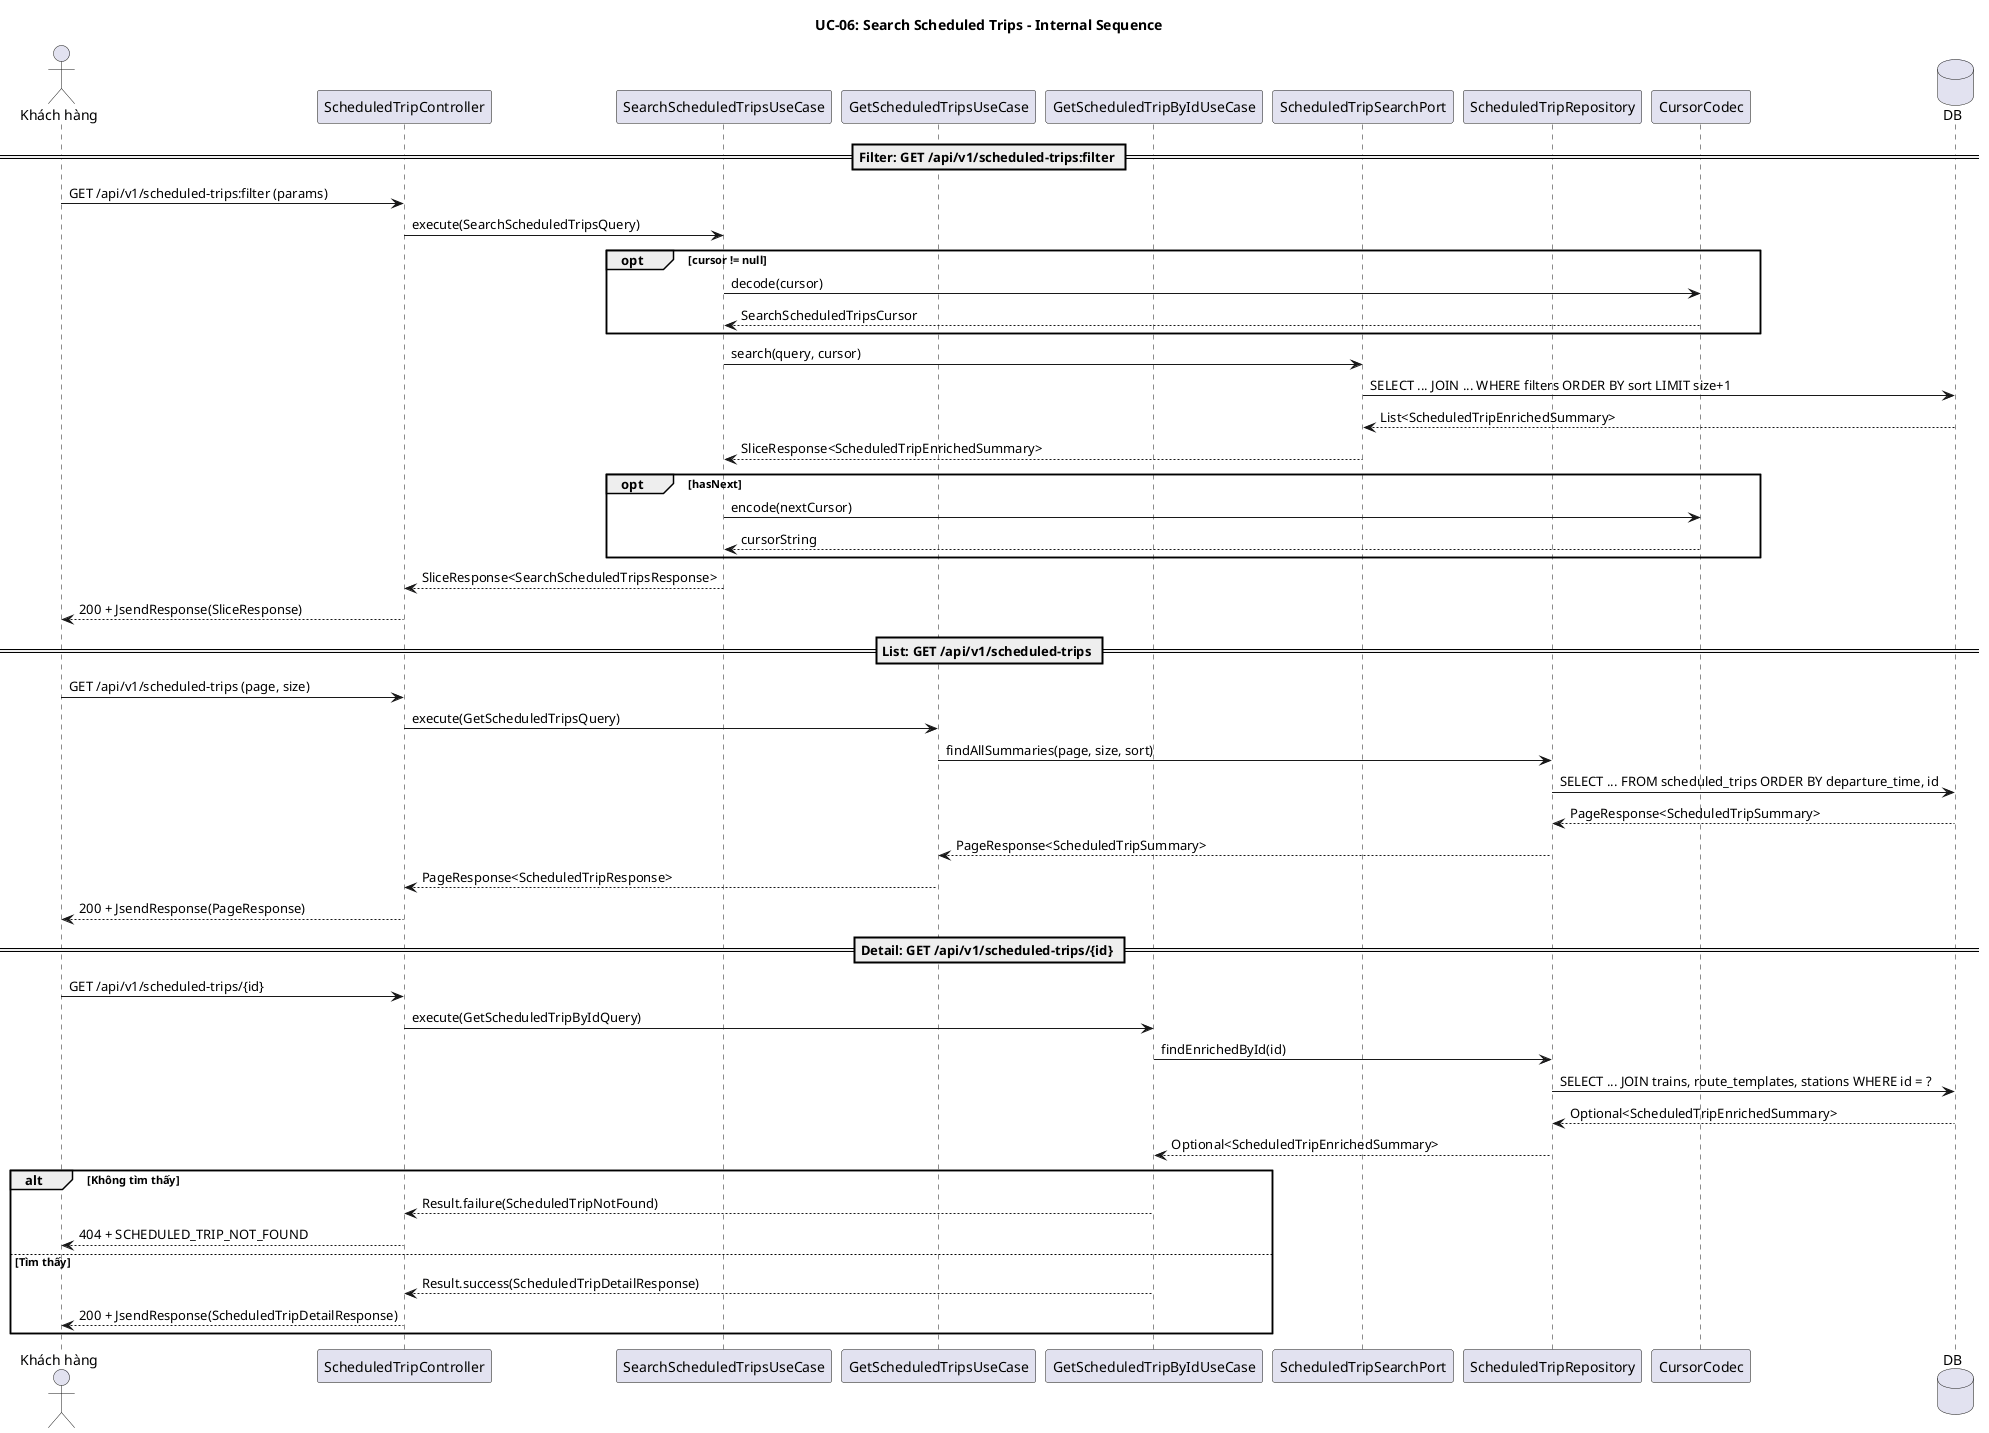 UC-06: Search Scheduled Trips - Internal Sequence
Khách hàng
ScheduledTripController
SearchScheduledTripsUseCase
GetScheduledTripsUseCase
GetScheduledTripByIdUseCase
ScheduledTripSearchPort
ScheduledTripRepository
CursorCodec
DB
Filter: GET /api/v1/scheduled-trips:filter
GET /api/v1/scheduled-trips:filter (params)
execute(SearchScheduledTripsQuery)
opt [cursor != null]
decode(cursor)
SearchScheduledTripsCursor
search(query, cursor)
SELECT ... JOIN ... WHERE filters ORDER BY sort LIMIT size+1
List<ScheduledTripEnrichedSummary>
SliceResponse<ScheduledTripEnrichedSummary>
opt [hasNext]
encode(nextCursor)
cursorString
SliceResponse<SearchScheduledTripsResponse>
200 + JsendResponse(SliceResponse)
List: GET /api/v1/scheduled-trips
GET /api/v1/scheduled-trips (page, size)
execute(GetScheduledTripsQuery)
findAllSummaries(page, size, sort)
SELECT ... FROM scheduled_trips ORDER BY departure_time, id
PageResponse<ScheduledTripSummary>
PageResponse<ScheduledTripSummary>
PageResponse<ScheduledTripResponse>
200 + JsendResponse(PageResponse)
Detail: GET /api/v1/scheduled-trips/{id}
GET /api/v1/scheduled-trips/{id}
execute(GetScheduledTripByIdQuery)
findEnrichedById(id)
SELECT ... JOIN trains, route_templates, stations WHERE id = ?
Optional<ScheduledTripEnrichedSummary>
Optional<ScheduledTripEnrichedSummary>
alt [Không tìm thấy]
Result.failure(ScheduledTripNotFound)
404 + SCHEDULED_TRIP_NOT_FOUND
[Tìm thấy]
Result.success(ScheduledTripDetailResponse)
200 + JsendResponse(ScheduledTripDetailResponse)
Khách hàng
ScheduledTripController
SearchScheduledTripsUseCase
GetScheduledTripsUseCase
GetScheduledTripByIdUseCase
ScheduledTripSearchPort
ScheduledTripRepository
CursorCodec
DB